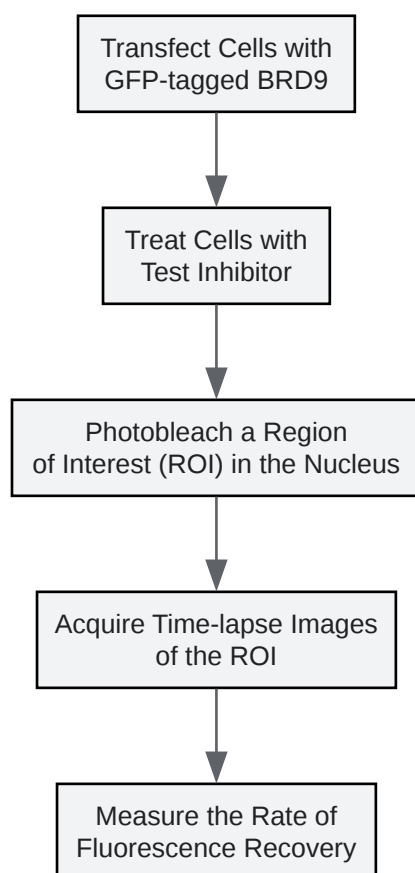 Transfect Cells with
GFP-tagged BRD9
Treat Cells with
Test Inhibitor
Photobleach a Region
of Interest (ROI) in the Nucleus
Acquire Time-lapse Images
of the ROI
Measure the Rate of
Fluorescence Recovery